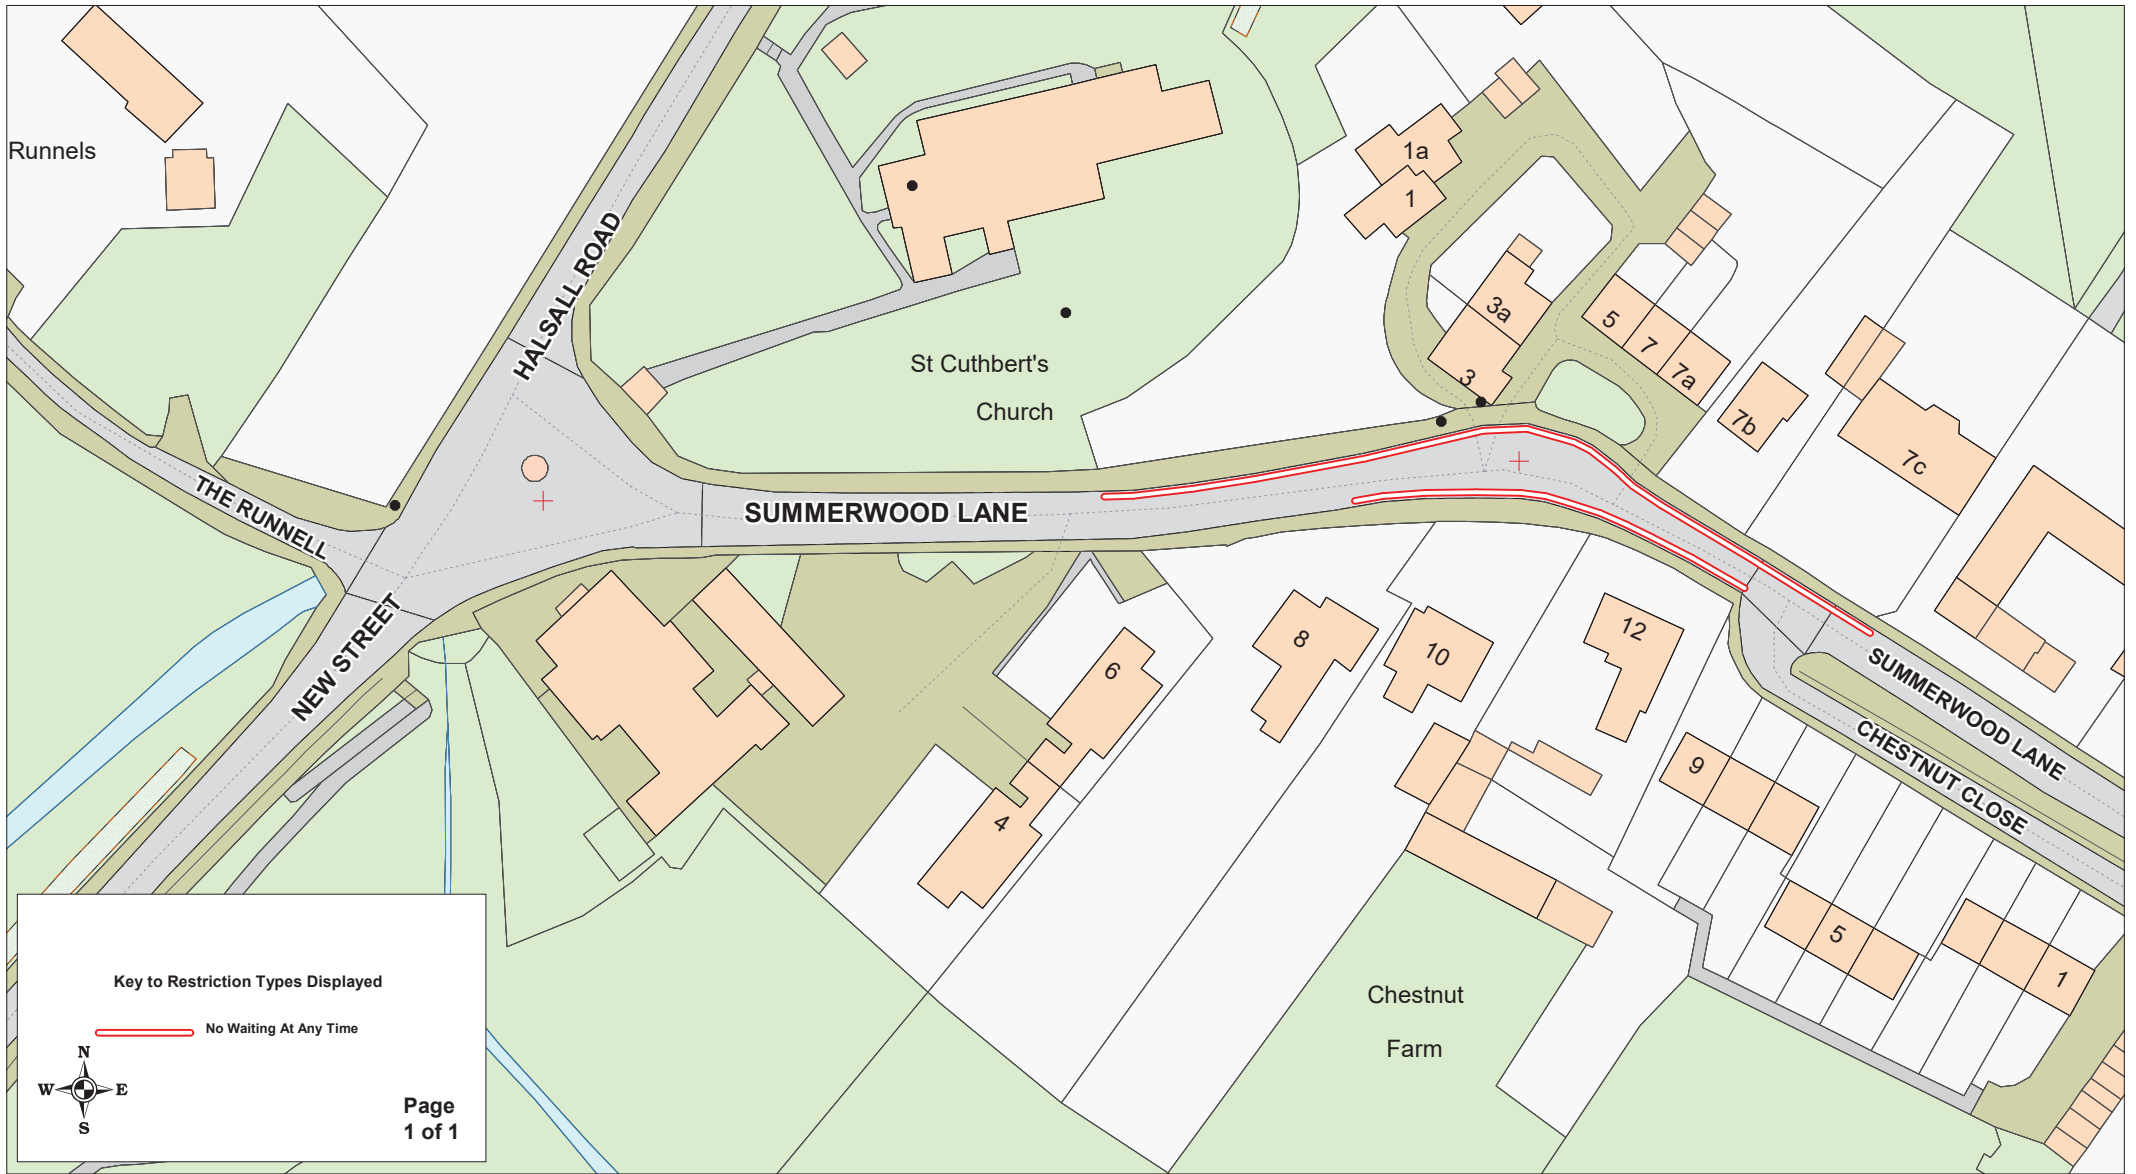 Runnels
HALSALL ROAD
1a
1
3a
3
5
7
7a
7b
7c
St Cuthbert's
Church
THE RUNNELL
SUMMERWOOD LANE
NEW STREET
6
8
10
12
4
9
5
1
SUMMERWOOD LANE
CHESTNUT CLOSE
Chestnut
Farm
Key to Restriction Types Displayed
No Waiting At Any Time
N
W E
S
Page
1 of 1